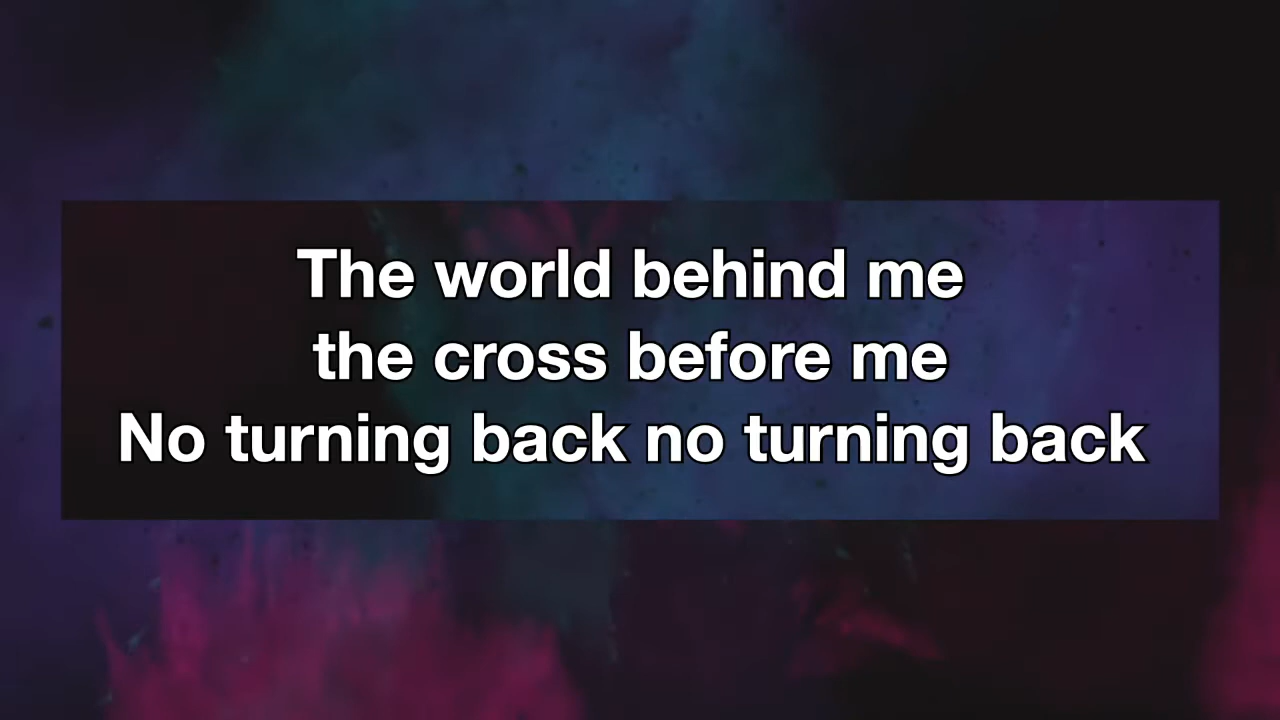 The world behind me
the cross before me
No turning back no turning back